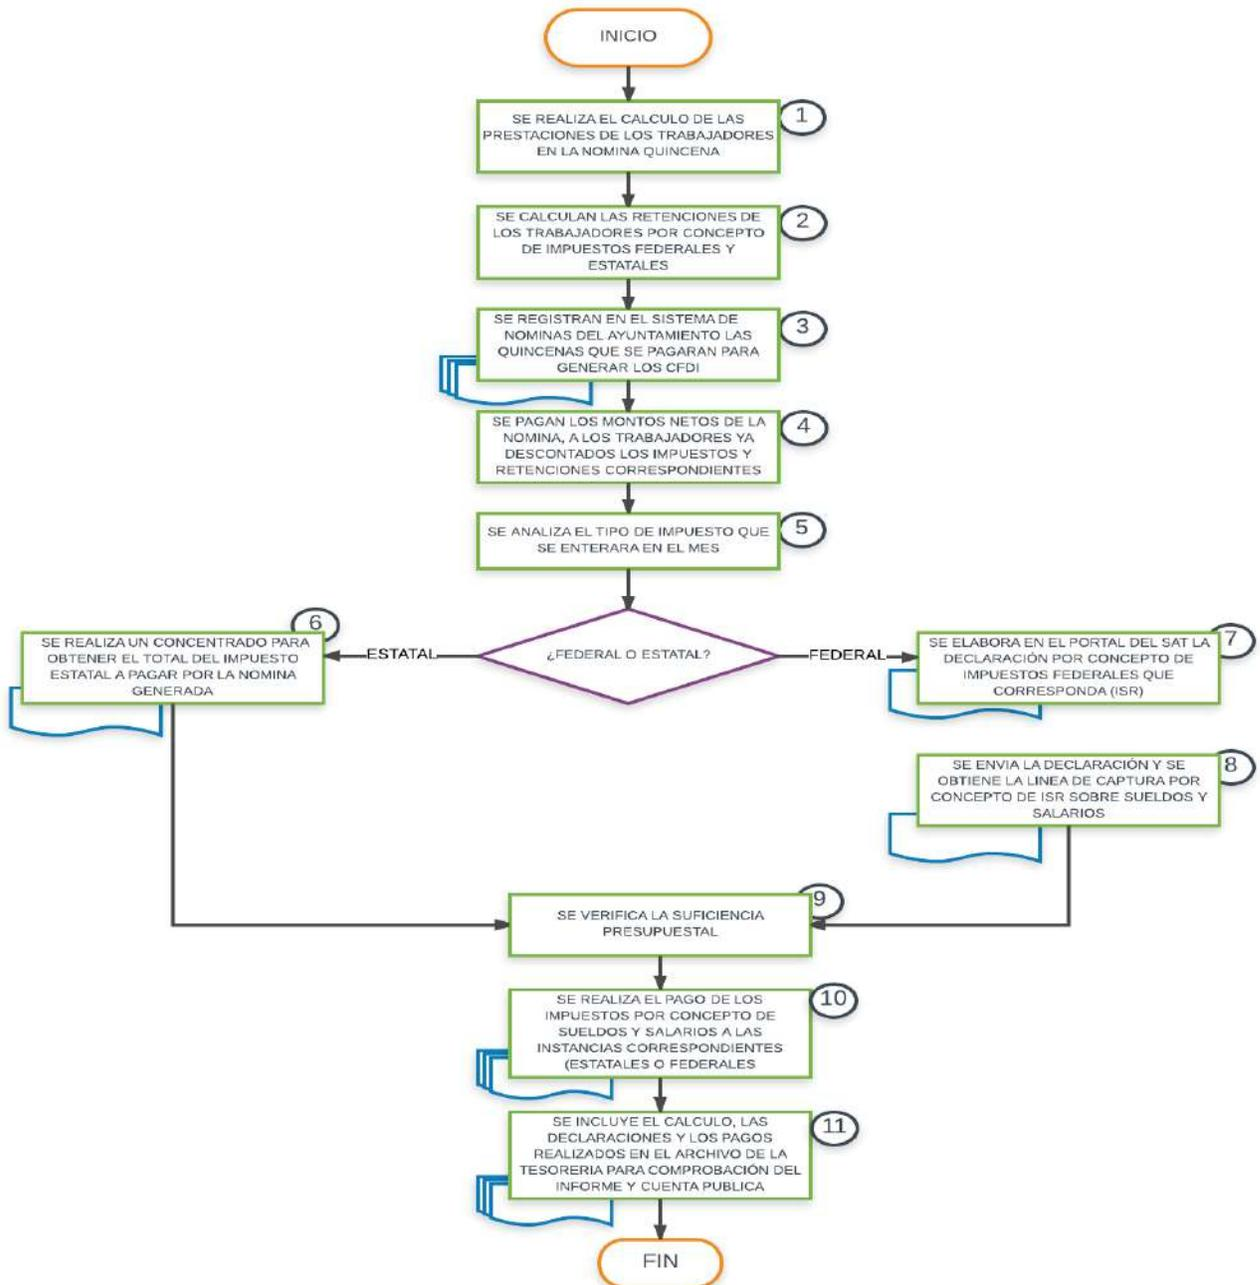 INICIO
1
SE REALIZA EL CALCULO DE LAS
PRESTACIONES DE LOS TRABAJADORES
EN LA NOMINA QUINCENA
2
SE CALCULAN LAS RETENCIONES DE
LOS TRABAJADORES POR CONCEPTO
DE IMPUESTOS FEDERALES Y
ESTATALES
3
SE REGISTRAN EN EL SISTEMA DE
NOMINAS DEL AYUNTAMIENTO LAS
QUINCENAS QUE SE PAGARAN PARA
GENERAR LOS CFDI
4
SE PAGAN LOS MONTOS NETOS DE LA
NOMINA, A LOS TRABAJADORES YA
DESCONTADOS LOS IMPUESTOS Y
RETENCIONES CORRESPONDIENTES
5
SE ANALIZA EL TIPO DE IMPUESTO QUE
SE ENTERARA EN EL MES
¿FEDERAL O ESTATAL?
ESTATAL
FEDERAL
6
SE REALIZA UN CONCENTRADO PARA
OBTENER EL TOTAL DEL IMPUESTO
ESTATAL A PAGAR POR LA NOMINA
GENERADA
7
SE ELABORA EN EL PORTAL DEL SAT LA
DECLARACIÓN POR CONCEPTO DE
IMPUESTOS FEDERALES QUE
CORRESPONDA (ISR)
8
SE ENVIA LA DECLARACIÓN Y SE
OBTIENE LA LINEA DE CAPTURA POR
CONCEPTO DE ISR SOBRE SUELDOS Y
SALARIOS
9
SE VERIFICA LA SUFICIENCIA
PRESUPUESTAL
10
SE REALIZA EL PAGO DE LOS
IMPUESTOS POR CONCEPTO DE
SUELDOS Y SALARIOS A LAS
INSTANCIAS CORRESPONDIENTES
(ESTATALES O FEDERALES
11
SE INCLUYE EL CALCULO, LAS
DECLARACIONES Y LOS PAGOS
REALIZADOS EN EL ARCHIVO DE LA
TESORERIA PARA COMPROBACIÓN DEL
INFORME Y CUENTA PUBLICA
FIN